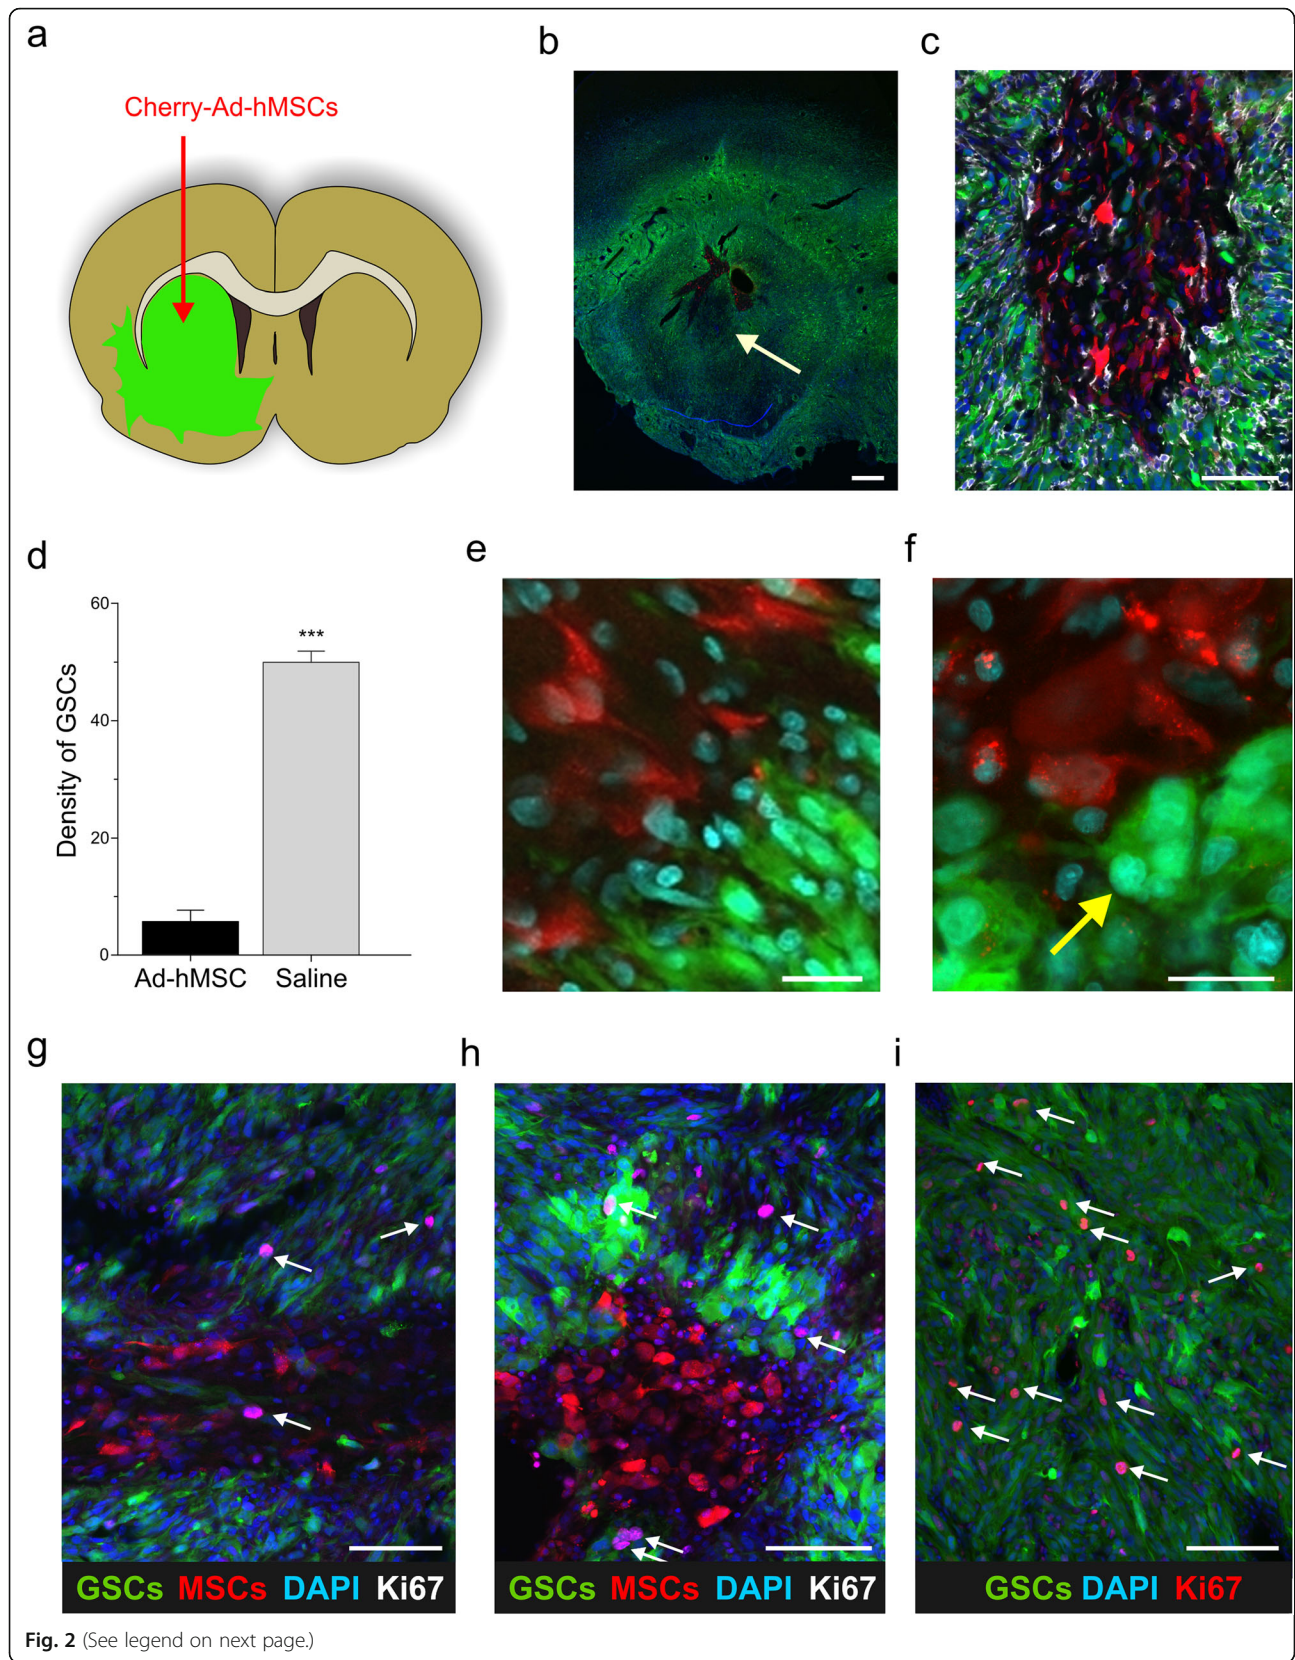 a
b
c
Cherry-Ad-hMSCs
d
e
f
60
40
20
0
Density of GSCs
***
Ad-hMSC Saline
g
h
i
GSCs MSCs DAPI Ki67
GSCs MSCs DAPI Ki67
GSCs DAPI Ki67
Fig. 2 (See legend on next page.)